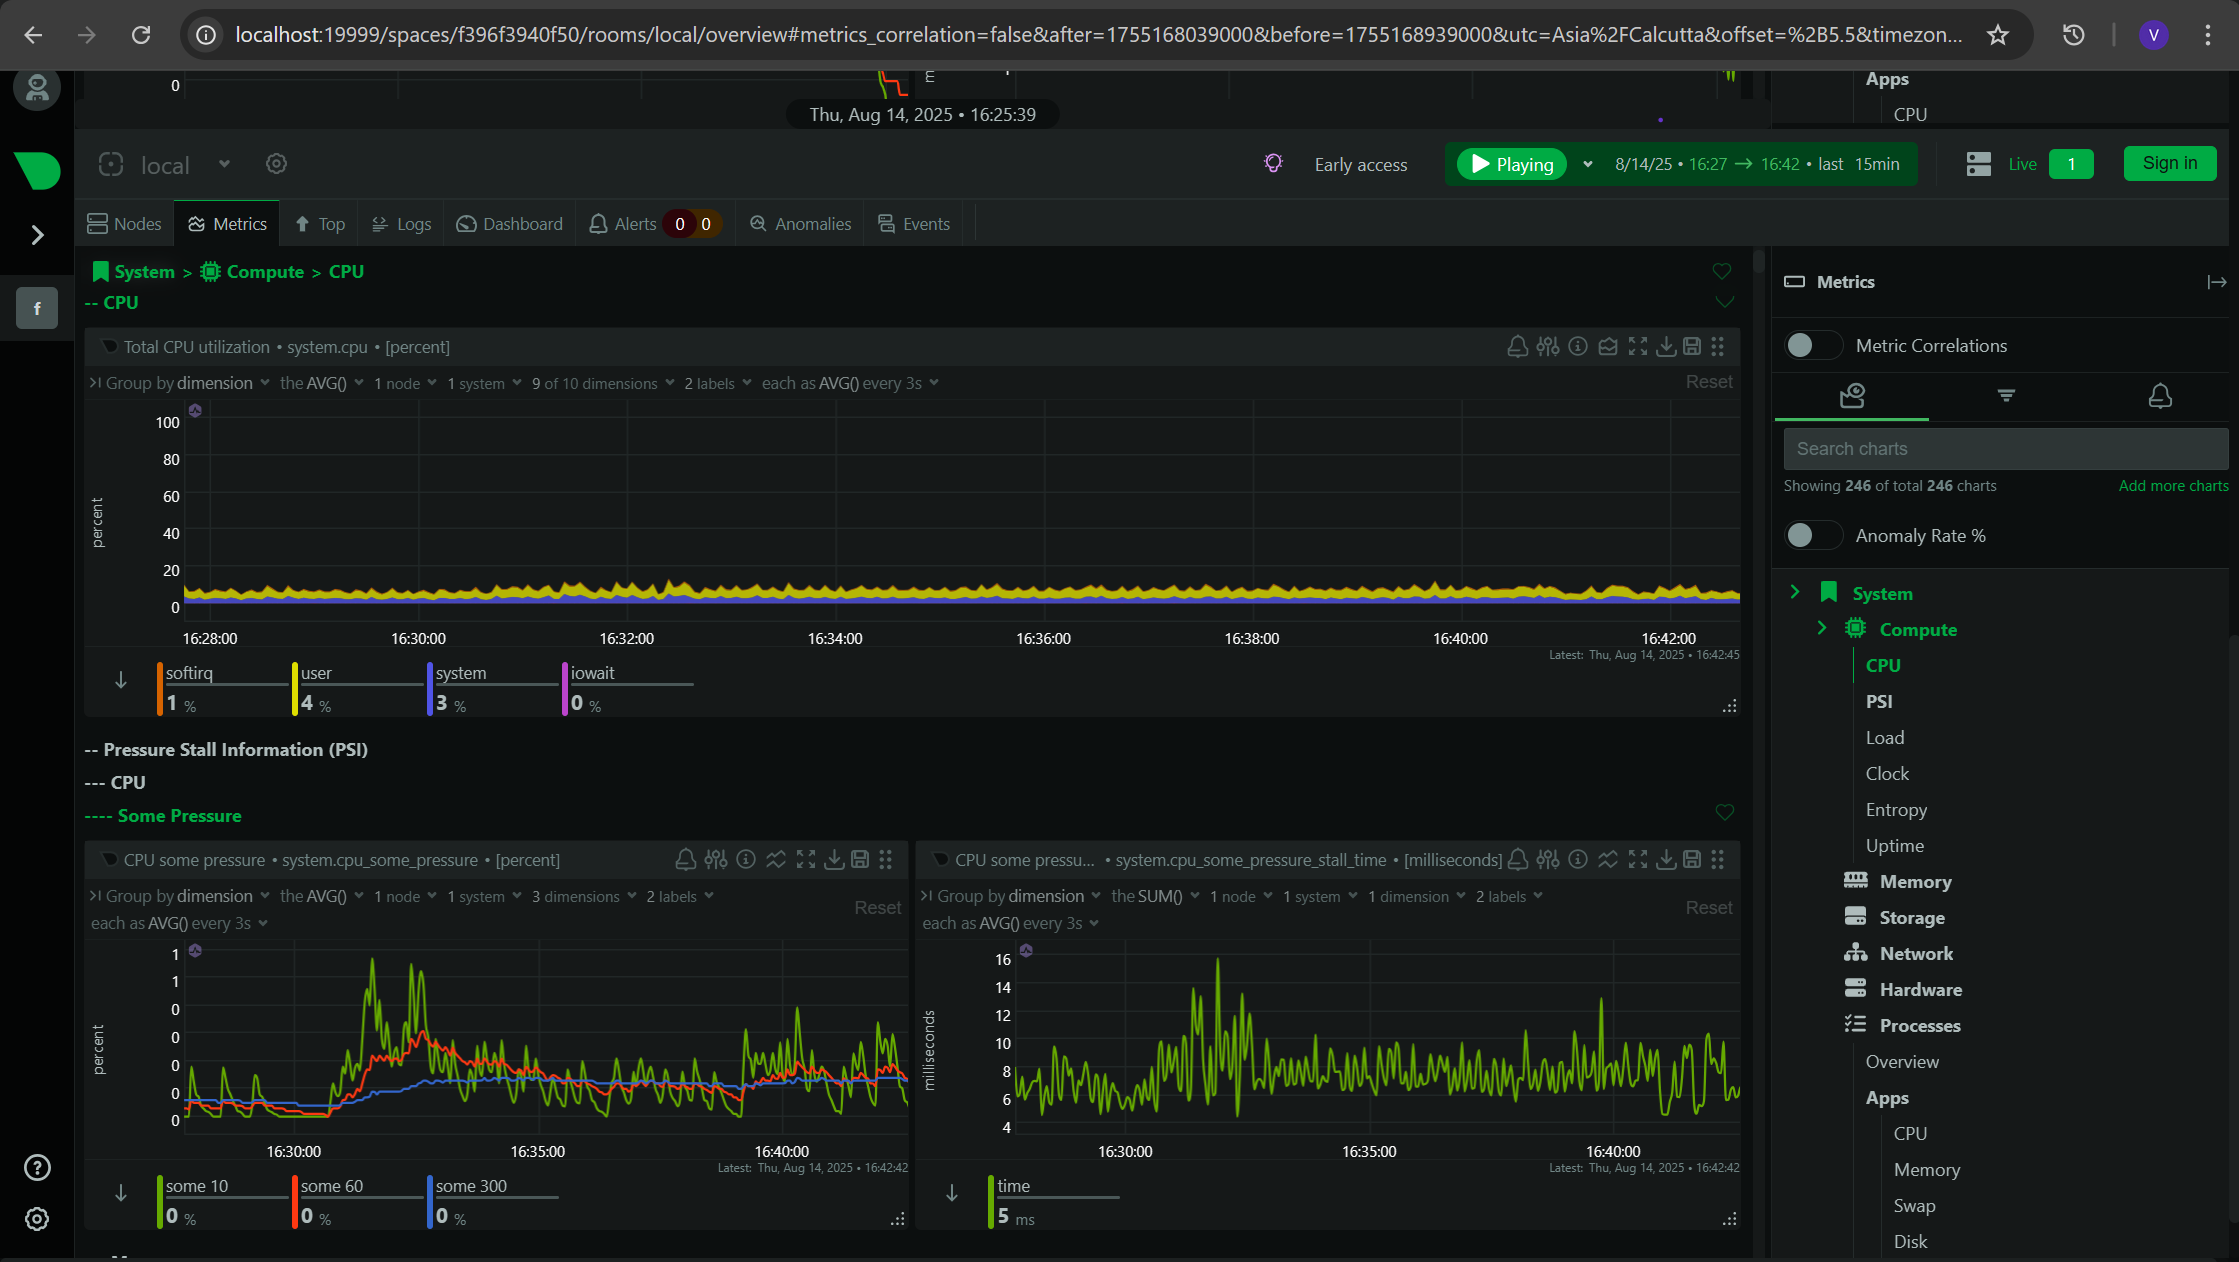 localhost:19999/spaces/f396f3940f50/rooms/local/overview#metrics_correlation=false&after=1755168039000&before=1755168939000&utc=Asia%2FCalcutta&offset=%2B5.5&timezon...
V
0
Apps
CPU
Thu, Aug 14, 2025 • 16:25:39
local
Early access
Playing
8/14/25 • 16:27 → 16:42 • last 15min
Live
1
Sign in
Nodes
Metrics
Top
Logs
Dashboard
Alerts
0
0
Anomalies
Events
f
System > Compute > CPU
-- CPU
Total CPU utilization • system.cpu • [percent]
Group by dimension the AVG() 1 node 1 system 9 of 10 dimensions 2 labels each as AVG() every 3s
Reset
100
80
60
40
20
0
percent
16:28:00
16:30:00
16:32:00
16:34:00
16:36:00
16:38:00
16:40:00
16:42:00
Latest: Thu, Aug 14, 2025 • 16:42:45
softirq
1 %
user
4 %
system
3 %
iowait
0 %
-- Pressure Stall Information (PSI)
--- CPU
---- Some Pressure
CPU some pressure • system.cpu_some_pressure • [percent]
Group by dimension the AVG() 1 node 1 system 3 dimensions 2 labels
each as AVG() every 3s
Reset
1
1
0
0
0
0
0
percent
16:30:00
16:35:00
16:40:00
Latest: Thu, Aug 14, 2025 • 16:42:42
some 10
0 %
some 60
0 %
some 300
0 %
CPU some pressu... • system.cpu_some_pressure_stall_time • [milliseconds]
Group by dimension the SUM() 1 node 1 system 1 dimension 2 labels
each as AVG() every 3s
Reset
16
14
12
10
8
6
4
milliseconds
16:30:00
16:35:00
16:40:00
Latest: Thu, Aug 14, 2025 • 16:42:42
time
5 ms
Metrics
Metric Correlations
Search charts
Showing 246 of total 246 charts
Add more charts
Anomaly Rate %
System
Compute
CPU
PSI
Load
Clock
Entropy
Uptime
Memory
Storage
Network
Hardware
Processes
Overview
Apps
CPU
Memory
Swap
Disk